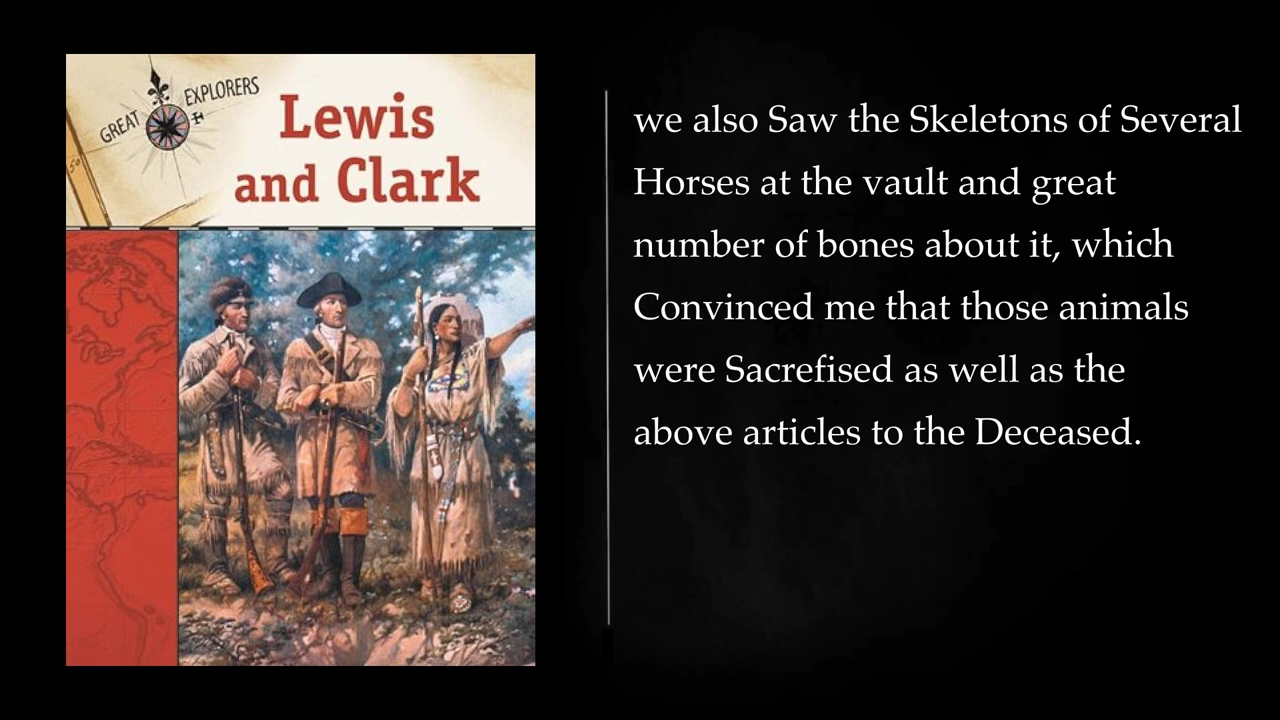 GREAT EXPLORERS
Lewis
and Clark
50
we also Saw the Skeletons of Several
Horses at the vault and great
number of bones about it, which
Convinced me that those animals
were Sacrefised as well as the
above articles to the Deceased.